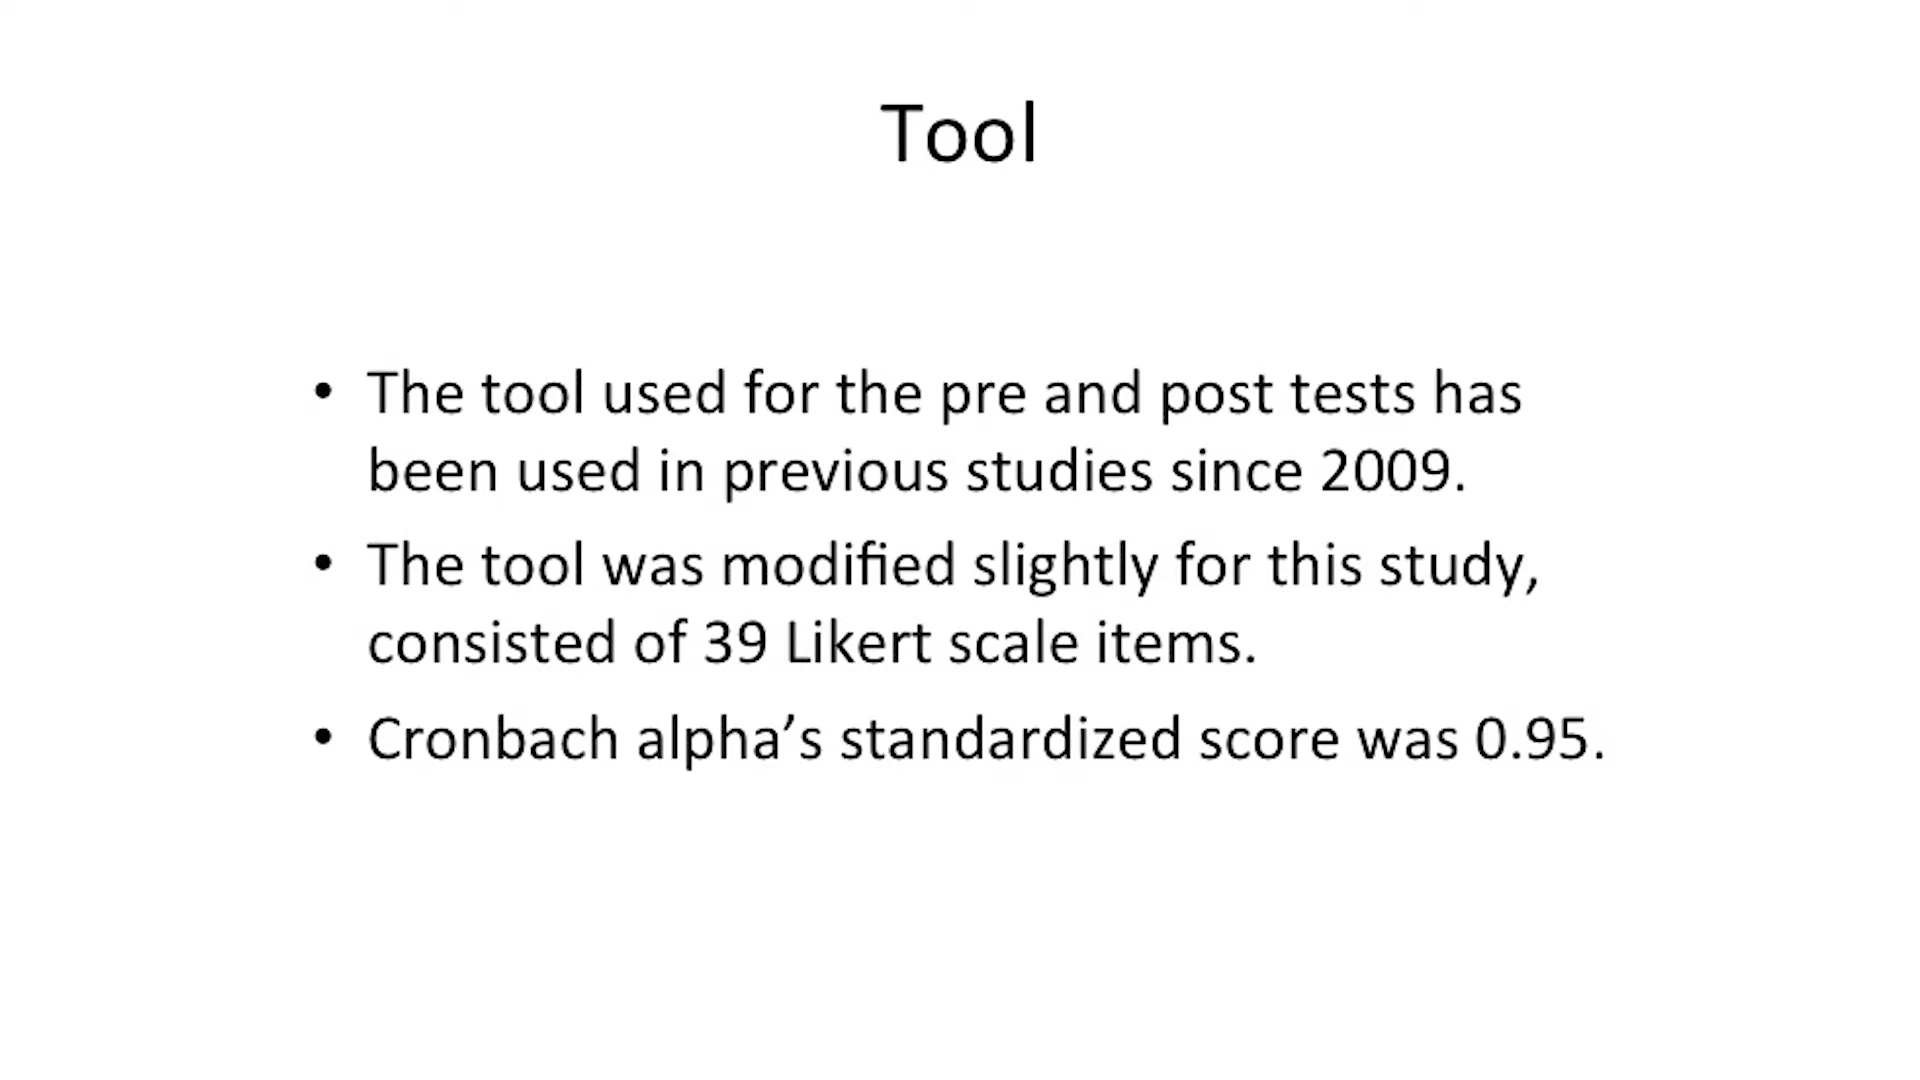 Tool
• The tool used for the pre and post tests has
been used in previous studies since 2009.
• The tool was modified slightly for this study,
consisted of 39 Likert scale items.
• Cronbach alpha’s standardized score was 0.95.